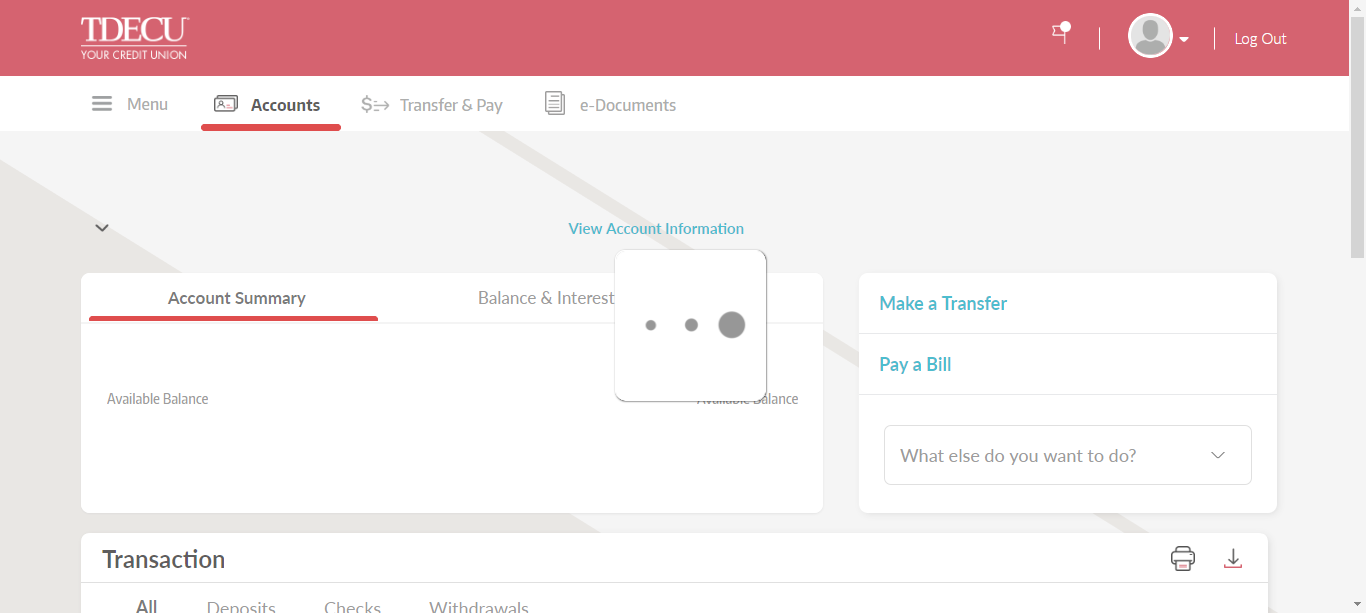 TDECU
YOUR CREDIT UNION
Log Out
Menu
Accounts
Transfer & Pay
e-Documents
View Account Information
Account Summary
Balance & Interest
Make a Transfer
Pay a Bill
Available Balance
Available Balance
What else do you want to do?
Transaction
All
Deposits
Checks
Withdrawals